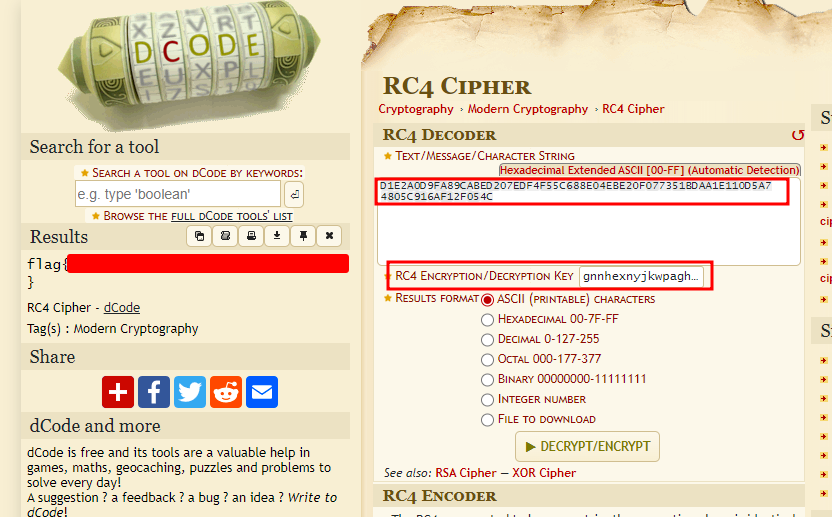 DCODE
Search for a tool
★ Search a tool on dCode by keywords:
e.g. type 'boolean'
★ Browse the full dCode tools' list
Results
flag{
}
RC4 Cipher - dCode
Tag(s) : Modern Cryptography
Share
dCode and more
dCode is free and its tools are a valuable help in
games, maths, geocaching, puzzles and problems to
solve every day!
A suggestion ? a feedback ? a bug ? an idea ? Write to
dCode!
RC4 Cipher
Cryptography › Modern Cryptography › RC4 Cipher
RC4 Decoder
★ Text/Message/Character String
Hexadecimal Extended ASCII [00-FF] (Automatic Detection)
D1E2A0D9FA89CABED207EDF4F55C688E04EBE20F077351BDAA1E110D5A7
4805C916AF12F054C
★ RC4 Encryption/Decryption Key gnnhexnyjkwpagh...
★ Results format ASCII (printable) characters
Hexadecimal 00-7F-FF
Decimal 0-127-255
Octal 000-177-377
Binary 00000000-11111111
Integer number
File to download
▶ DECRYPT/ENCRYPT
See also: RSA Cipher — XOR Cipher
RC4 Encoder